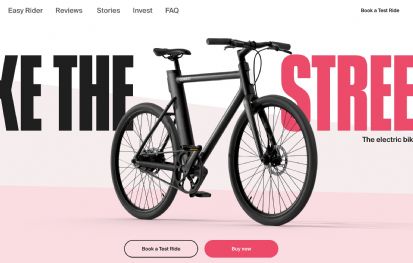 Easy Rider Reviews Stories Invest FAQ Book a Test Ride
KE THE STREE
The electric bik
Book a Test Ride Buy now